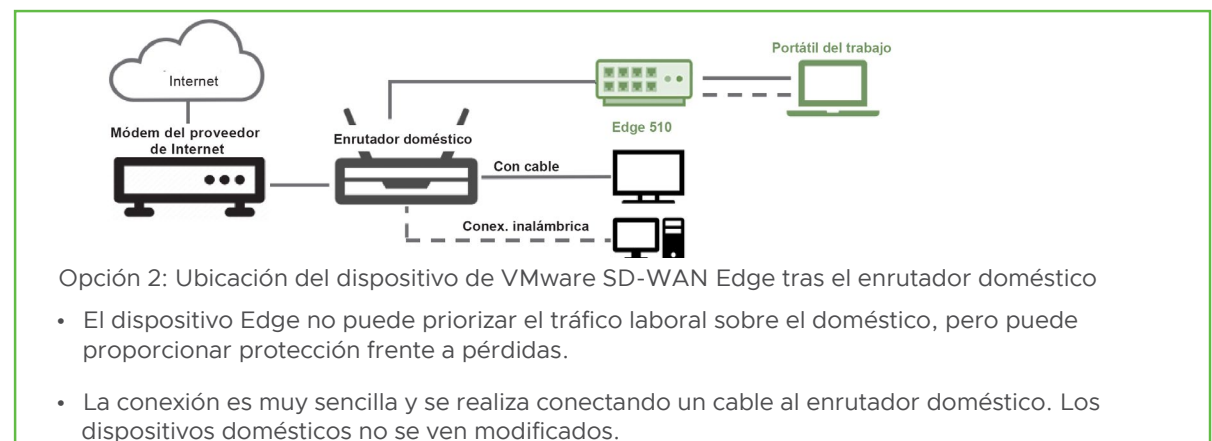 Portátil del trabajo
Internet
Edge 510
Módem del proveedor
de Internet
Enrutador doméstico
Con cable
Conex. inalámbrica
Opción 2: Ubicación del dispositivo de VMware SD-WAN Edge tras el enrutador doméstico
• El dispositivo Edge no puede priorizar el tráfico laboral sobre el doméstico, pero puede
proporcionar protección frente a pérdidas.
• La conexión es muy sencilla y se realiza conectando un cable al enrutador doméstico. Los
dispositivos domésticos no se ven modificados.